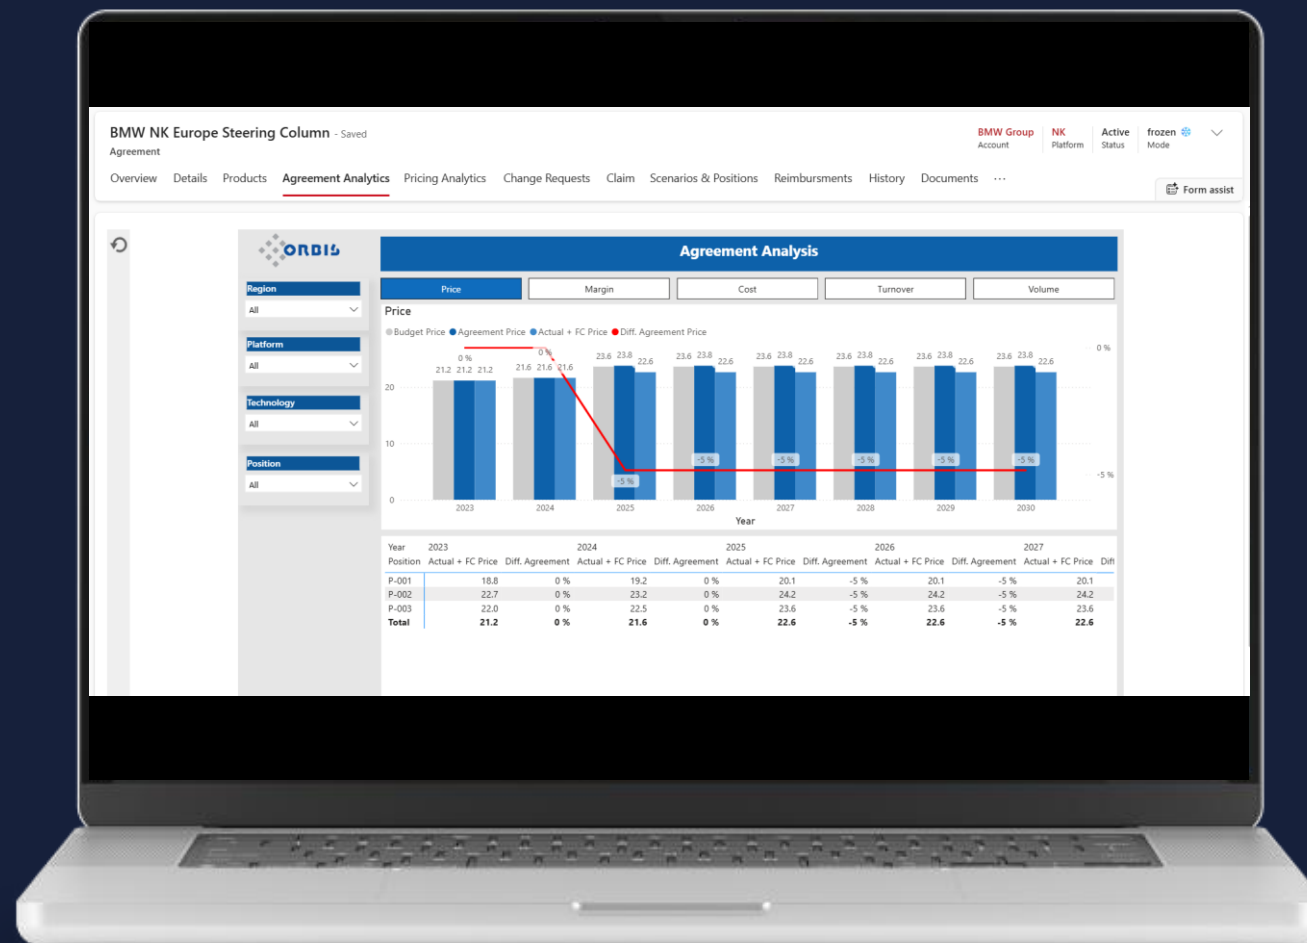 BMW NK Europe Steering Column - Saved
Agreement
BMW Group NK Active frozen
Account Platform Status Mode
Overview Details Products Agreement Analytics Pricing Analytics Change Requests Claim Scenarios & Positions Reimbursments History Documents ...
Form assist
ORBIS
Agreement Analysis
Region
All
Platform
All
Technology
All
Position
All
Price Margin Cost Turnover Volume
Price
Budget Price Agreement Price Actual + FC Price Diff. Agreement Price
0 % 0 % 23.6 23.8 22.6 23.6 23.8 22.6 23.6 23.8 22.6 23.6 23.8 22.6 23.6 23.8 22.6 23.6 23.8 22.6 0 %
21.2 21.2 21.2 21.6 21.6 21.6
20
10
-5 % -5 % -5 % -5 % -5 %
-5 % -5 %
0
2023 2024 2025 2026 2027 2028 2029 2030
Year
Year 2023 2024 2025 2026 2027
Position Actual + FC Price Diff. Agreement Actual + FC Price Diff. Agreement Actual + FC Price Diff. Agreement Actual + FC Price Diff. Agreement Actual + FC Price Diff
P-001 18.8 0 % 19.2 0 % 20.1 -5 % 20.1 -5 % 20.1
P-002 22.7 0 % 23.2 0 % 24.2 -5 % 24.2 -5 % 24.2
P-003 22.0 0 % 22.5 0 % 23.6 -5 % 23.6 -5 % 23.6
Total 21.2 0 % 21.6 0 % 22.6 -5 % 22.6 -5 % 22.6